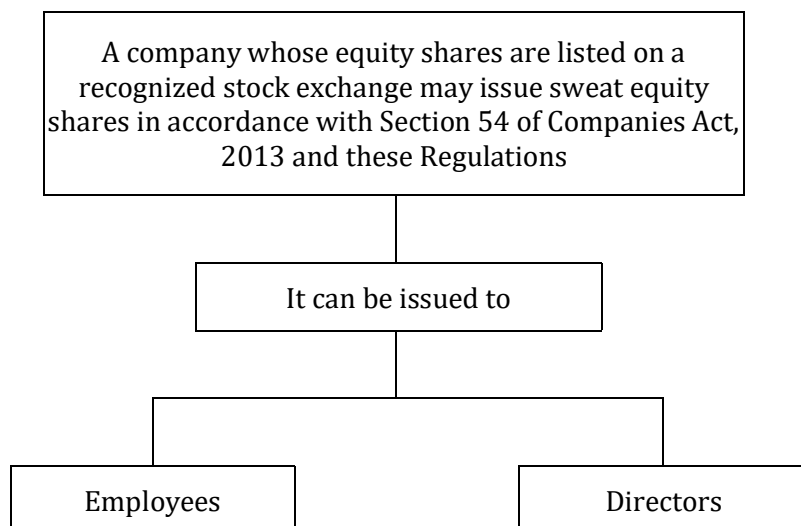 A company whose equity shares are listed on a
recognized stock exchange may issue sweat equity
shares in accordance with Section 54 of Companies Act,
2013 and these Regulations
It can be issued to
Employees
Directors